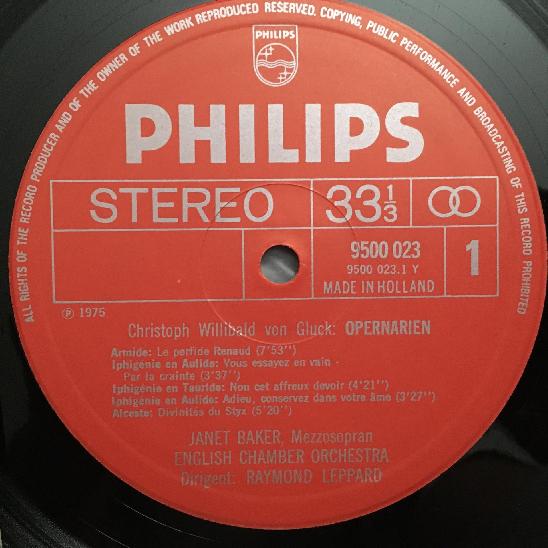 ALL RIGHTS OF THE RECORD PRODUCER AND OF THE OWNER OF THE WORK REPRODUCED RESERVED. COPYING, PUBLIC PERFORMANCE AND BROADCASTING OF THIS RECORD PROHIBITED
PHILIPS
PHILIPS
STEREO 33 1/3
9500 023
9500 023.1 Y
MADE IN HOLLAND
1
℗ 1975
Christoph Willibald von Gluck: OPERNARIEN
Armide: Le perfide Renaud (7'53'')
Iphigénie en Aulide: Vous essayez en vain -
Par la crainte (3'37'')
Iphigénie en Tauride: Non cet affreux devoir (4'21'')
Iphigénie en Aulide: Adieu, conservez dans votre âme (3'27'')
Alceste: Divinités du Styx (5'20'')
JANET BAKER, Mezzosopran
ENGLISH CHAMBER ORCHESTRA
Dirigent: RAYMOND LEPPARD